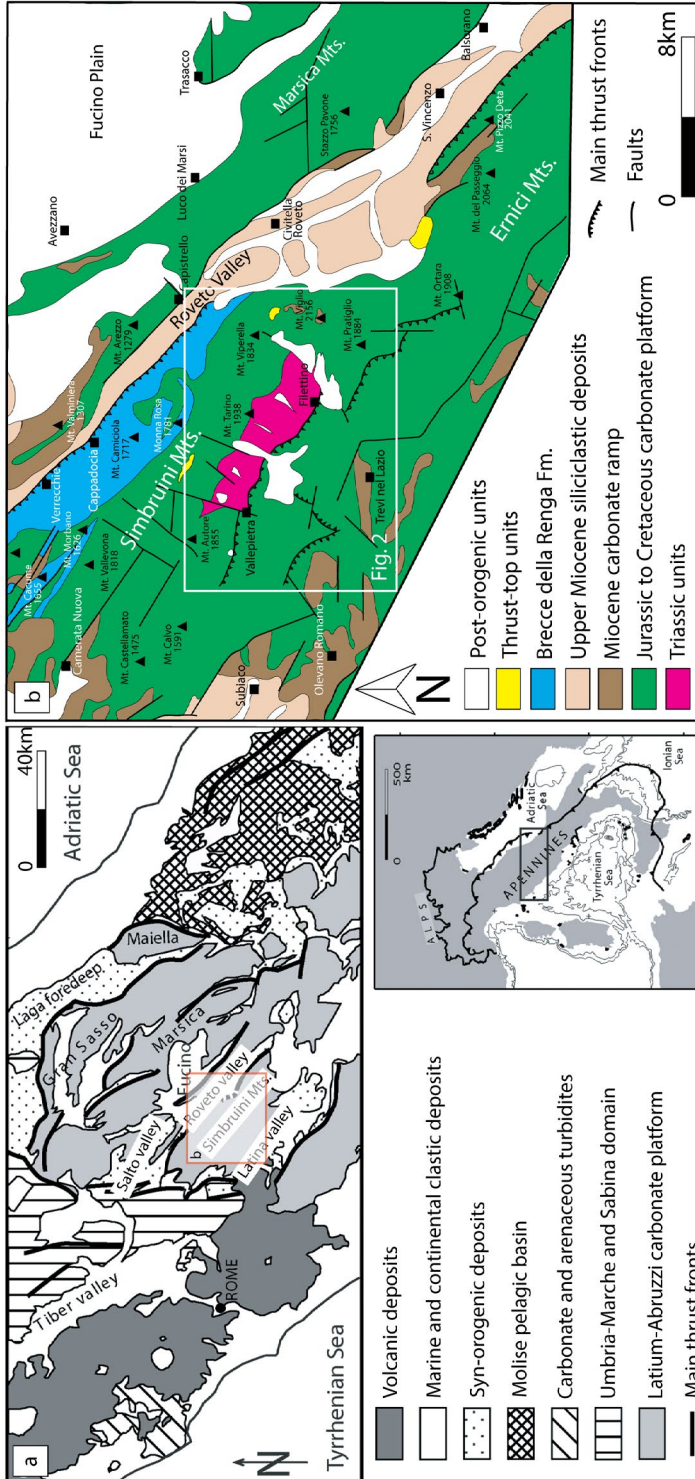 a
Adriatic Sea
0
40km
Laga foredeep
Maiella
Gran Sasso
Marsica
Fucino
Roveto valley
Simbruini Mts.
b
Salto valley
Latina valley
Tiber valley
ROME
N
Tyrrhenian Sea
Volcanic deposits
Marine and continental clastic deposits
Syn-orogenic deposits
Molise pelagic basin
Carbonate and arenaceous turbidites
Umbria-Marche and Sabina domain
Latium-Abruzzi carbonate platform
Main thrust fronts
ALPS
APENNINES
Adriatic
Sea
Tyrrhenian
Sea
Ionian
Sea
0
500
km
b
Fucino Plain
Avezzano
Trasacco
Luco dei Marsi
Marsica Mts.
Verrecchie
Mt. Valminiera
1307
Mt. Arezzo
1279
Capistrello
Roveto Valley
Civitella
Roveto
Stazzo Pavone
1756
S. Vincenzo
Balsorano
Mt. Cacume
1655
Mt. Morbano
1626
Cappadocia
Mt. Camiciola
1717
Monna Rosa
1781
Simbruini Mts.
Camerata Nuova
Mt. Vallevona
1818
Mt. Castellamato
1475
Mt. Calvo
1591
Mt. Autore
1855
Mt. Tarino
1938
Mt. Viperella
1834
Mt. Viglio
2156
Mt. Pratiglio
1884
Filettino
Vallepietra
Mt. Ortara
1908
Mt. del Passeggio
2064
Mt. Pizzo Deta
2041
Ernici Mts.
Trevi nel Lazio
Subiaco
Olevano Romano
Fig. 2
N
Post-orogenic units
Thrust-top units
Brecce della Renga Fm.
Upper Miocene siliciclastic deposits
Miocene carbonate ramp
Jurassic to Cretaceous carbonate platform
Triassic units
Main thrust fronts
Faults
0
8km